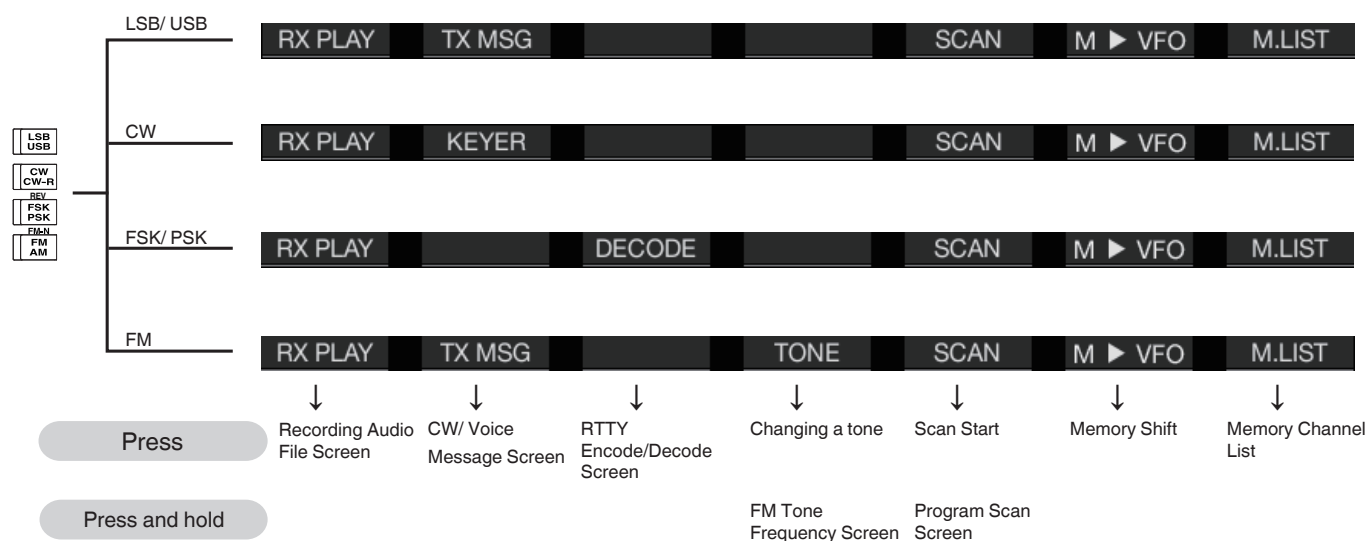 LSB/ USB
RX PLAY TX MSG SCAN M ▶ VFO M.LIST
LSB
USB
CW
RX PLAY KEYER SCAN M ▶ VFO M.LIST
CW
CW-R
REV
FSK
PSK
FM-N
FM
AM
FSK/ PSK
RX PLAY DECODE SCAN M ▶ VFO M.LIST
FM
RX PLAY TX MSG TONE SCAN M ▶ VFO M.LIST
↓ ↓ ↓ ↓ ↓ ↓ ↓
Press
Recording Audio
File Screen
CW/ Voice
Message Screen
RTTY
Encode/Decode
Screen
Changing a tone
Scan Start
Memory Shift
Memory Channel
List
Press and hold
FM Tone
Frequency Screen
Program Scan
Screen